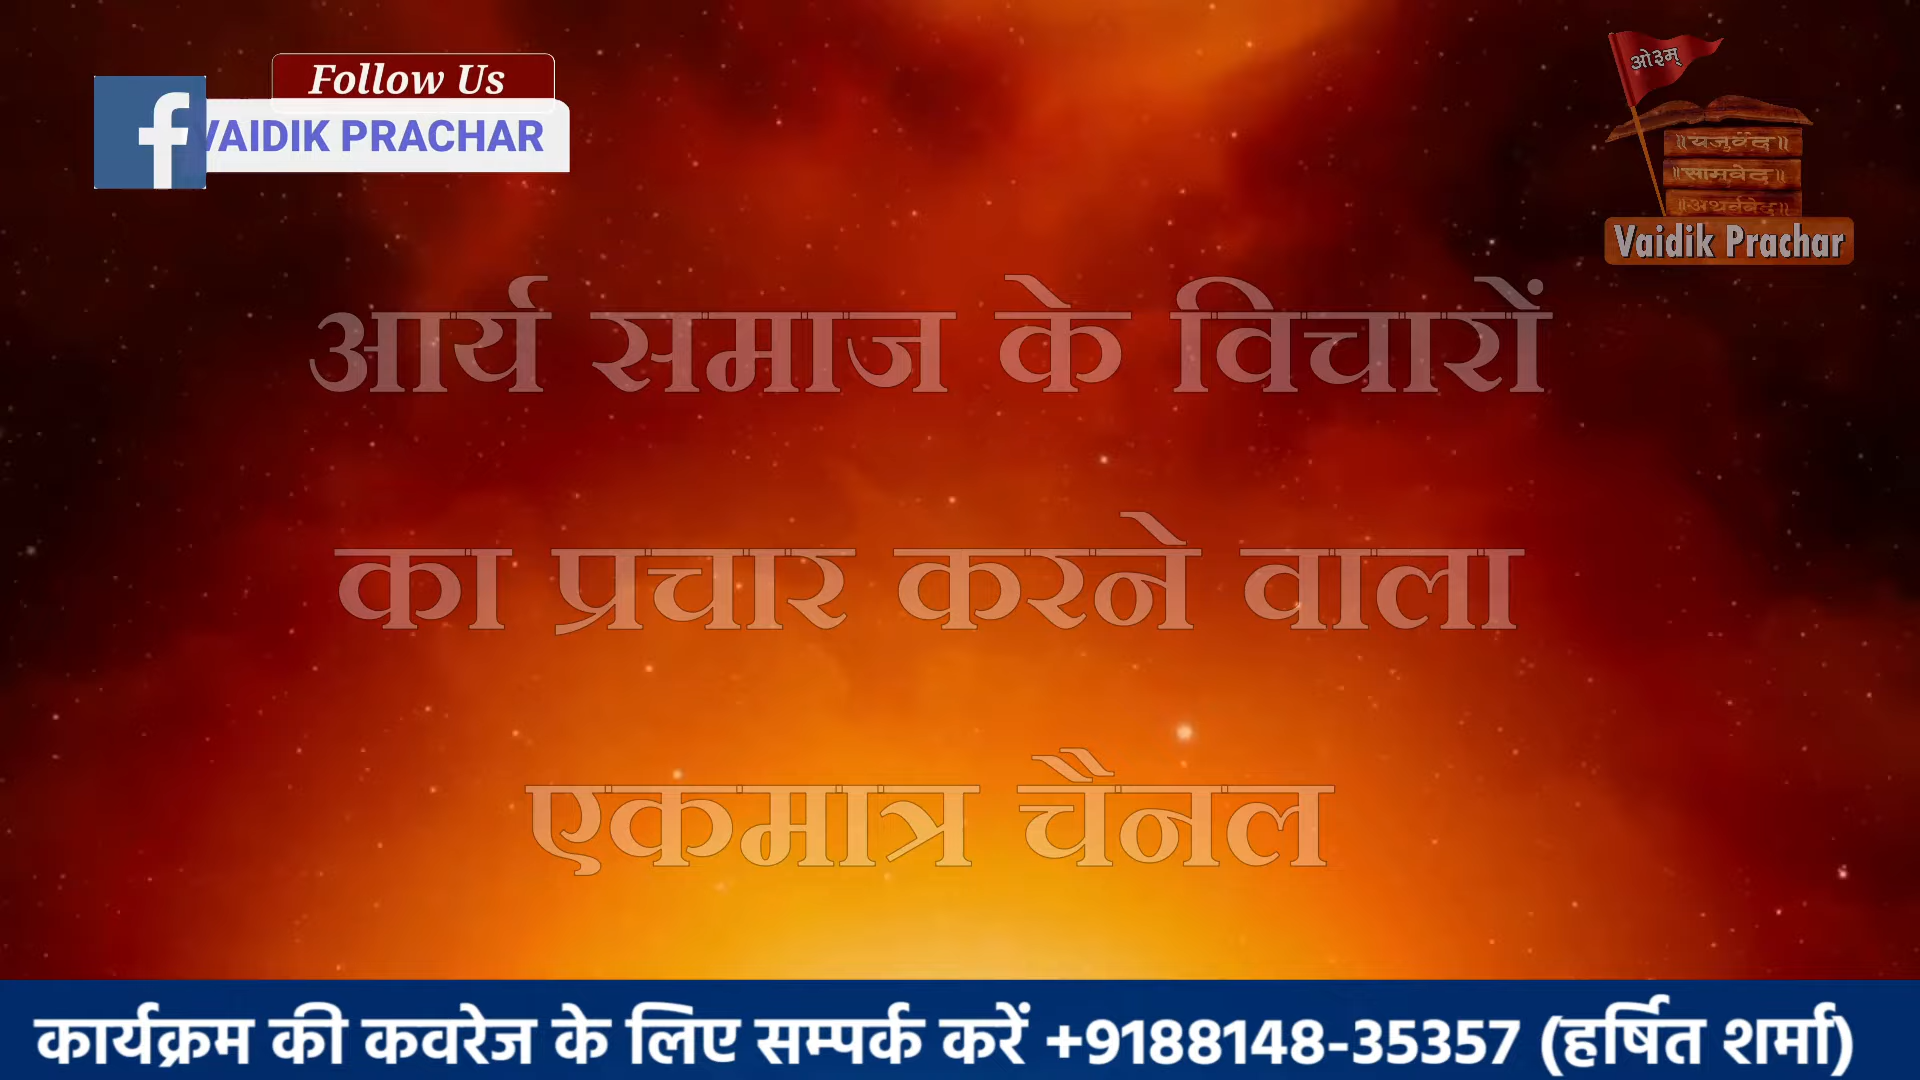 Follow Us
VAIDIK PRACHAR
ओ३म्
॥यजुर्वेद॥
॥सामवेद॥
॥अथर्ववेद॥
Vaidik Prachar
आर्य समाज के विचारों
का प्रचार करने वाला
एकमात्र चैनल
कार्यक्रम की कवरेज के लिए सम्पर्क करें +9188148-35357 (हर्षित शर्मा)